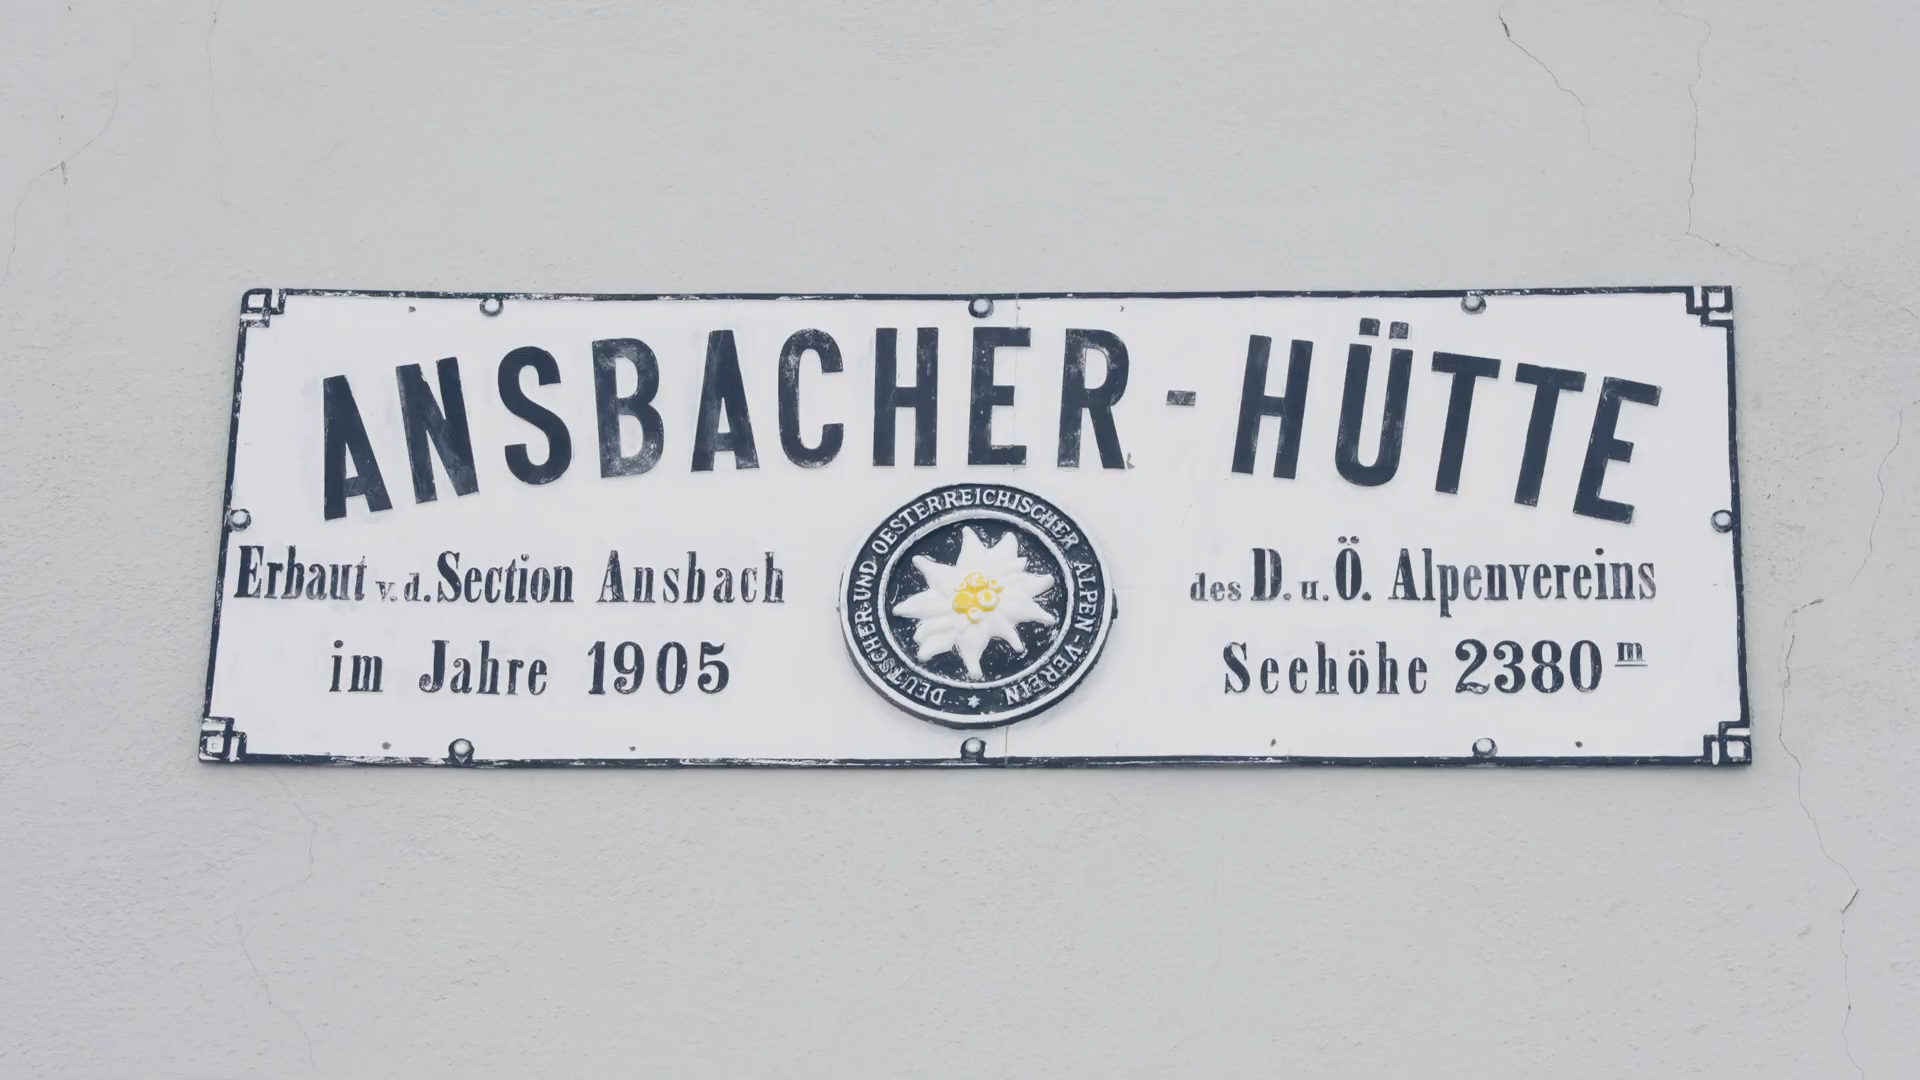 ANSBACHER-HÜTTE
Erbaut v. d. Section Ansbach
im Jahre 1905
DEUTSCHER-UND OESTERREICHISCHER ALPEN-VEREIN
des D. u. Ö. Alpenvereins
Seehöhe 2380 m